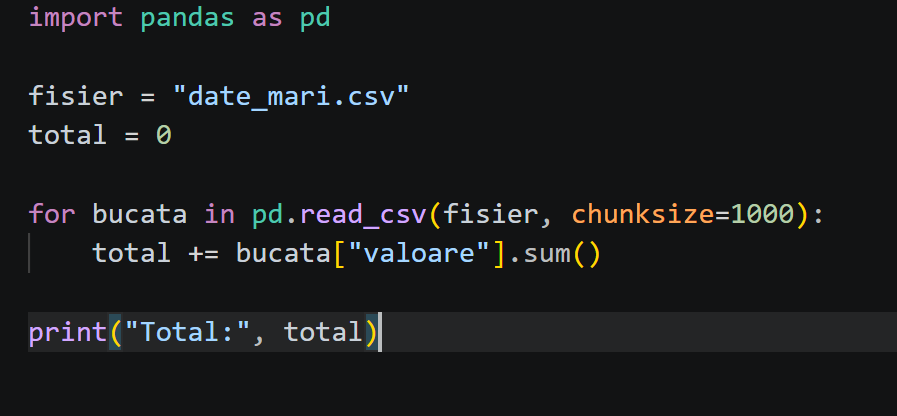 import pandas as pd
fisier = "date_mari.csv"
total = 0
for bucata in pd.read_csv(fisier, chunksize=1000):
    total += bucata["valoare"].sum()
print("Total:", total)